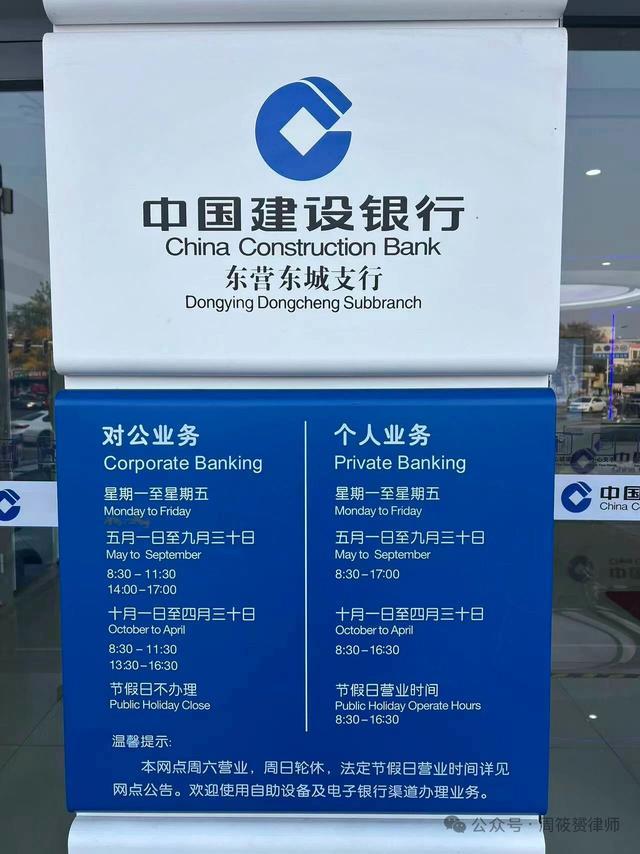 中国建设银行
China Construction Bank
东营东城支行
Dongying Dongcheng Subbranch
对公业务
Corporate Banking
星期一至星期五
Monday to Friday
五月一日至九月三十日
May to September
8:30－11:30
14:00-17:00
十月一日至四月三十日
October to April
8:30－11:30
13:30-16:30
节假日不办理
Public Holiday Close
个人业务
Private Banking
星期一至星期五
Monday to Friday
五月一日至九月三十日
May to September
8:30-17:00
十月一日至四月三十日
October to April
8:30-16:30
节假日营业时间
Public Holiday Operate Hours
8:30-16:30
温馨提示:
本网点周六营业，周日轮休，法定节假日营业时间详见
网点公告。欢迎使用自助设备及电子银行渠道办理业务。
中国
China Co
公众号·周筱赟律师